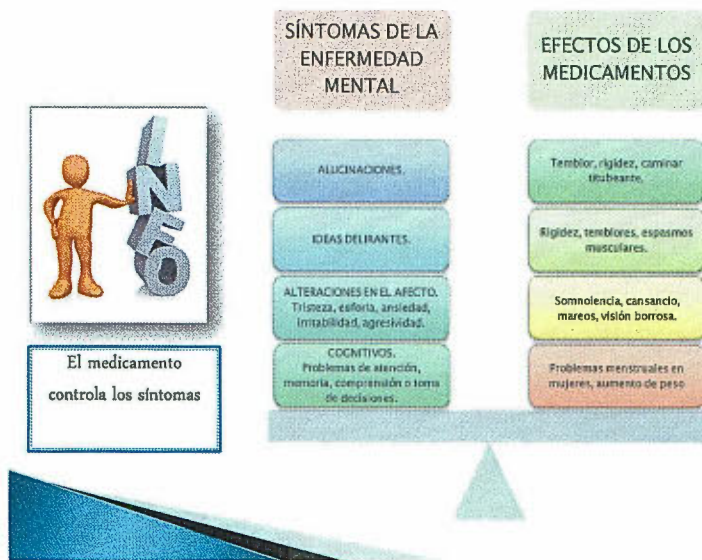 SÍNTOMAS DE LA
ENFERMEDAD
MENTAL
EFECTOS DE LOS
MEDICAMENTOS
INFO
El medicamento
controla los síntomas
ALUCINACIONES.
IDEAS DELIRANTES.
ALTERACIONES EN EL AFECTO.
Tristeza, euforia, ansiedad,
irritabilidad, agresividad.
COGNITIVOS.
Problemas de atención,
memoria, comprensión o toma
de decisiones.
Temblor, rigidez, caminar
titubeante.
Rigidez, temblores, espasmos
musculares.
Somnolencia, cansancio,
mareos, visión borrosa.
Problemas menstruales en
mujeres, aumento de peso